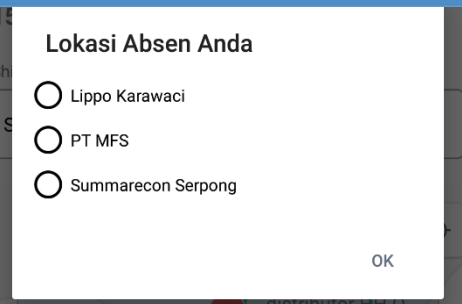 Lokasi Absen Anda
Lippo Karawaci
PT MFS
Summarecon Serpong
OK